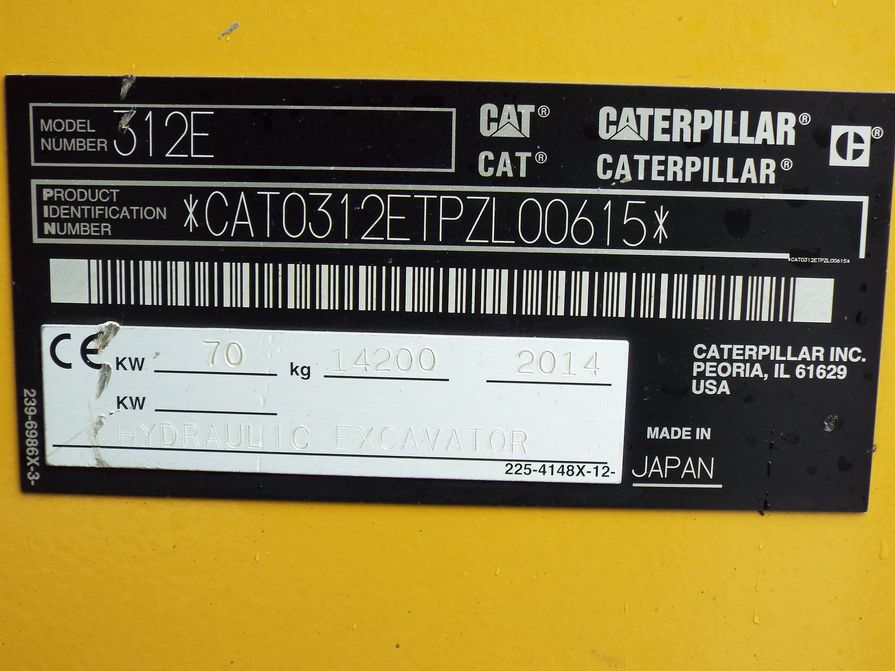 MODEL NUMBER 312E
CAT® CATERPILLAR®
CAT® CATERPILLAR®
PRODUCT IDENTIFICATION NUMBER *CAT0312ETPZL00615*
*CAT0312ETPZL00615*
CE KW 70 kg 14200 2014
KW
HYDRAULIC EXCAVATOR
225-4148X-12-
239-6986X-3-
CATERPILLAR INC.
PEORIA, IL 61629
USA
MADE IN
JAPAN